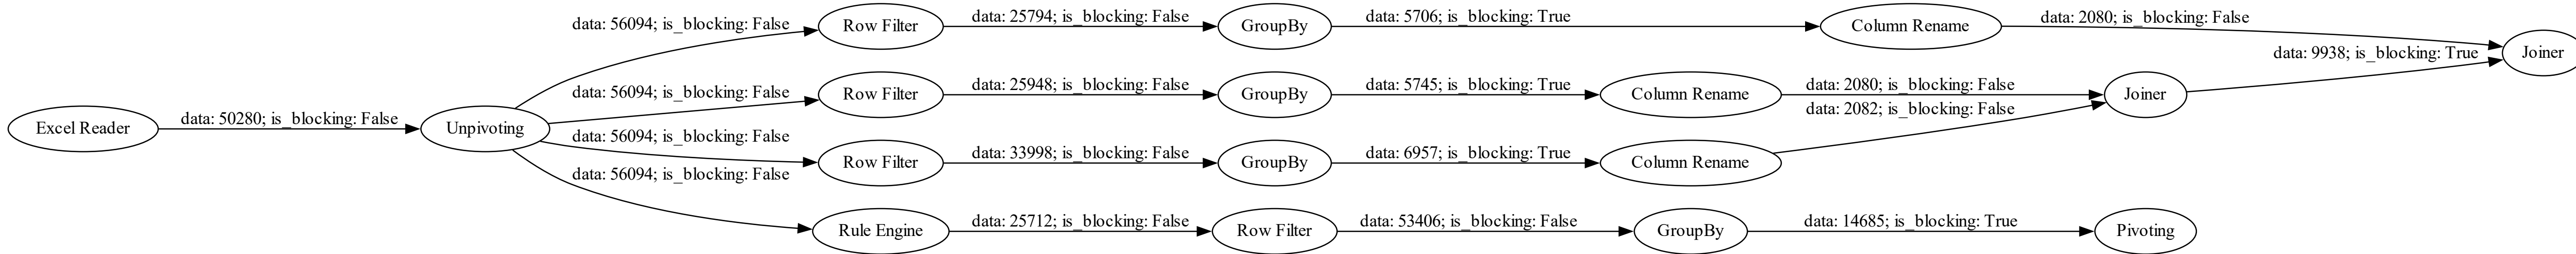 data: 56094; is_blocking: False
Row Filter
data: 25794; is_blocking: False
GroupBy
data: 5706; is_blocking: True
Column Rename
data: 2080; is_blocking: False
Joiner
data: 9938; is_blocking: True
data: 56094; is_blocking: False
Row Filter
data: 25948; is_blocking: False
GroupBy
data: 5745; is_blocking: True
Column Rename
data: 2080; is_blocking: False
Joiner
data: 2082; is_blocking: False
Excel Reader
data: 50280; is_blocking: False
Unpivoting
data: 56094; is_blocking: False
Row Filter
data: 33998; is_blocking: False
GroupBy
data: 6957; is_blocking: True
Column Rename
data: 56094; is_blocking: False
Rule Engine
data: 25712; is_blocking: False
Row Filter
data: 53406; is_blocking: False
GroupBy
data: 14685; is_blocking: True
Pivoting